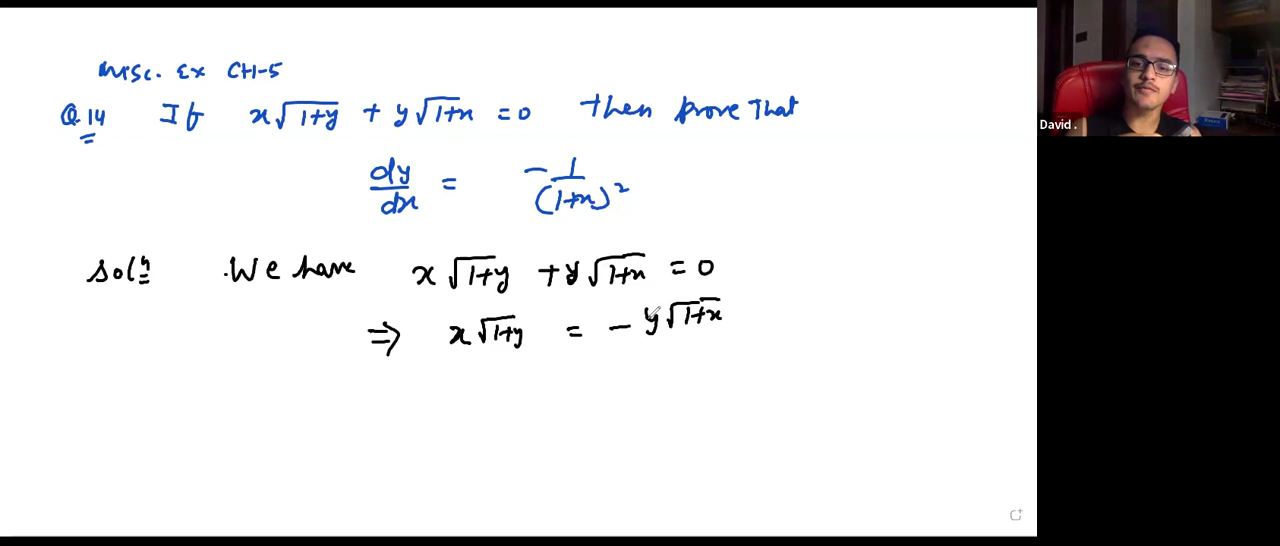 Misc. Ex CH-5
Q.14 If x√1+y + y√1+x = 0 then prove that
dy/dx = -1/(1+x)²
Solⁿ We have x√1+y + y√1+x = 0
⇒ x√1+y = - y√1+x
David .